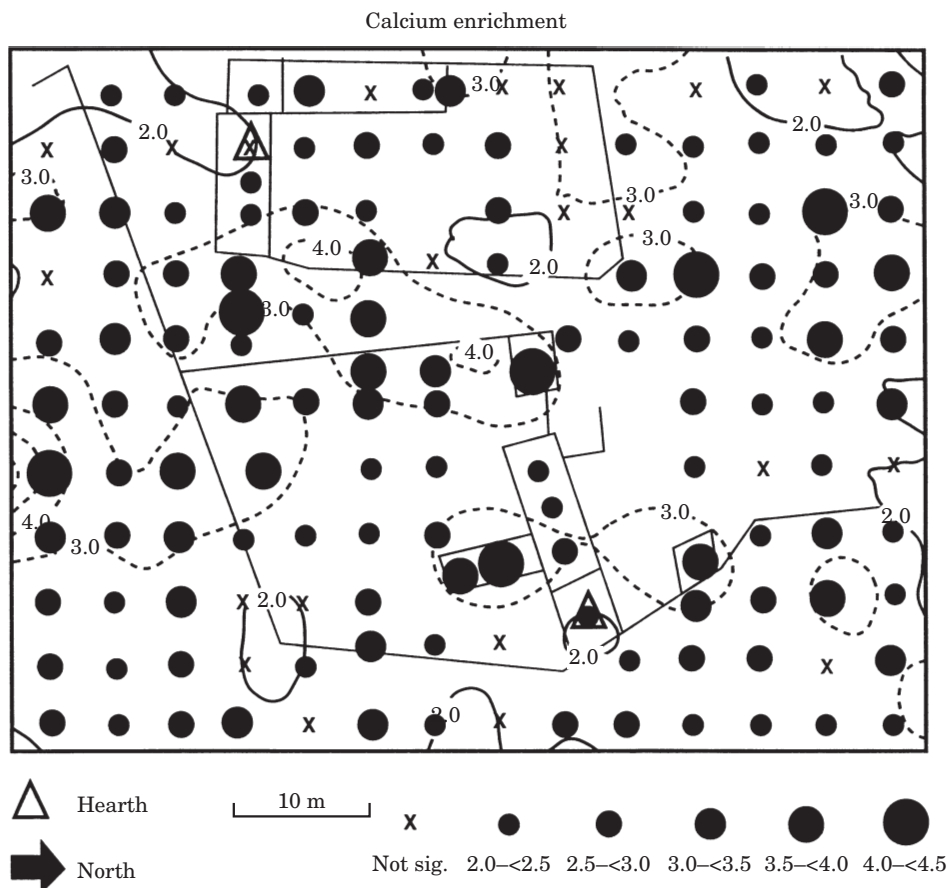 Calcium enrichment
x 3.0 x x x x
2.0 2.0
x x x x
3.0
x x 3.0 3.0
4.0 3.0
x x 2.0
3.0
4.0
x x
4.0 3.0 2.0
3.0
x 2.0 x
x 2.0
x x
x 2.0 x
Hearth
10 m
x
North
Not sig. 2.0–<2.5 2.5–<3.0 3.0–<3.5 3.5–<4.0 4.0–<4.5